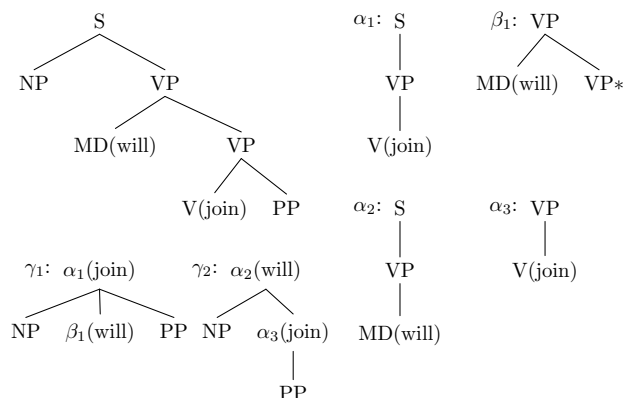 S α₁: S β₁: VP
NP VP VP MD(will) VP*
MD(will) VP V(join)
V(join) PP α₂: S α₃: VP
γ₁: α₁(join) γ₂: α₂(will) VP V(join)
NP β₁(will) PP NP α₃(join) MD(will)
PP